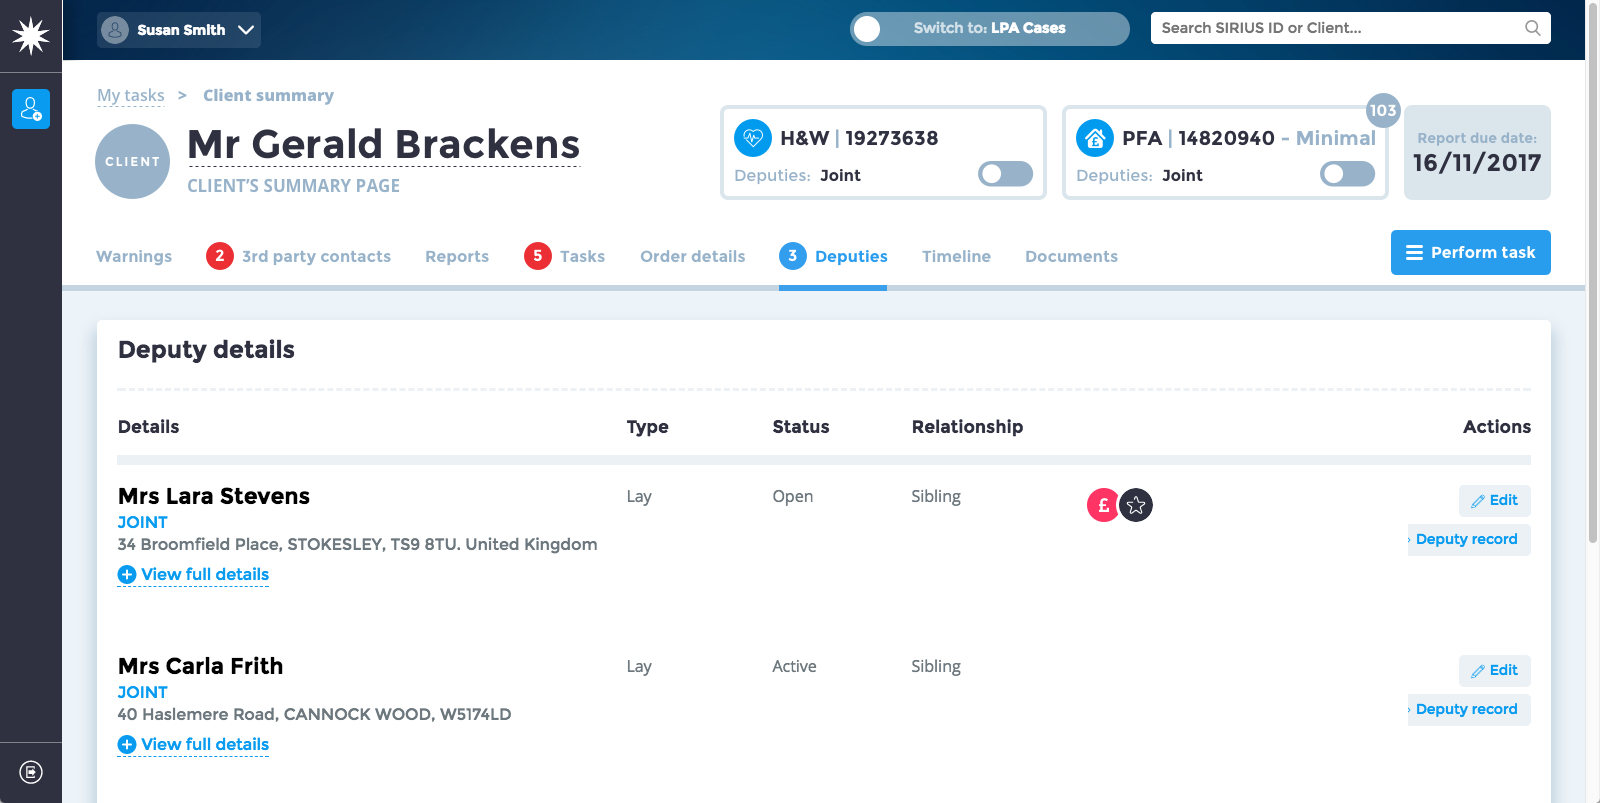 Susan Smith
Switch to: LPA Cases
Search SIRIUS ID or Client...
My tasks > Client summary
CLIENT
Mr Gerald Brackens
CLIENT'S SUMMARY PAGE
H&W | 19273638
Deputies: Joint
103
PFA | 14820940 - Minimal
Deputies: Joint
Report due date:
16/11/2017
Warnings
2 3rd party contacts
Reports
5 Tasks
Order details
3 Deputies
Timeline
Documents
Perform task
Deputy details
Details Type Status Relationship Actions
Mrs Lara Stevens Lay Open Sibling £ Edit
JOINT
34 Broomfield Place, STOKESLEY, TS9 8TU. United Kingdom
Deputy record
View full details
Mrs Carla Frith Lay Active Sibling Edit
JOINT
40 Haslemere Road, CANNOCK WOOD, W5174LD
Deputy record
View full details